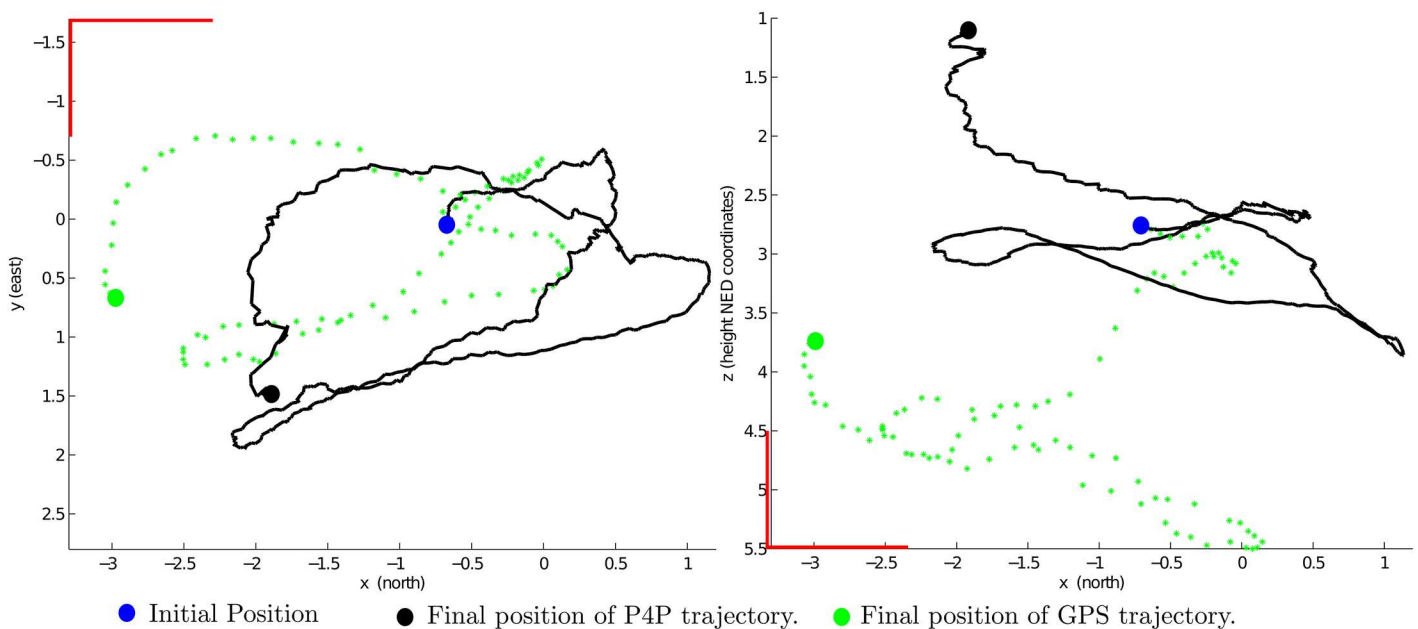 −1.5
−1
−0.5
0
0.5
1
1.5
2
2.5
y (east)
−3 −2.5 −2 −1.5 −1 −0.5 0 0.5 1
x (north)
1
1.5
2
2.5
3
3.5
4
4.5
5
5.5
z (height NED coordinates)
−3 −2.5 −2 −1.5 −1 −0.5 0 0.5 1
x (north)
Initial Position
Final position of P4P trajectory.
Final position of GPS trajectory.